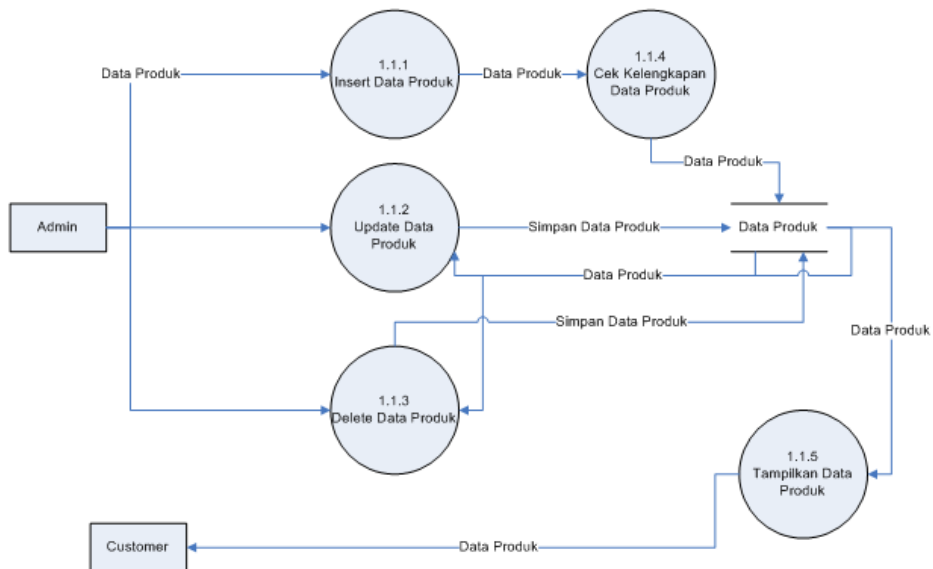 1.1.1
Insert Data Produk
1.1.4
Cek Kelengkapan
Data Produk
Data Produk
Data Produk
Data Produk
Admin
1.1.2
Update Data
Produk
Simpan Data Produk
Data Produk
Data Produk
Simpan Data Produk
Data Produk
1.1.3
Delete Data Produk
1.1.5
Tampilkan Data
Produk
Customer
Data Produk